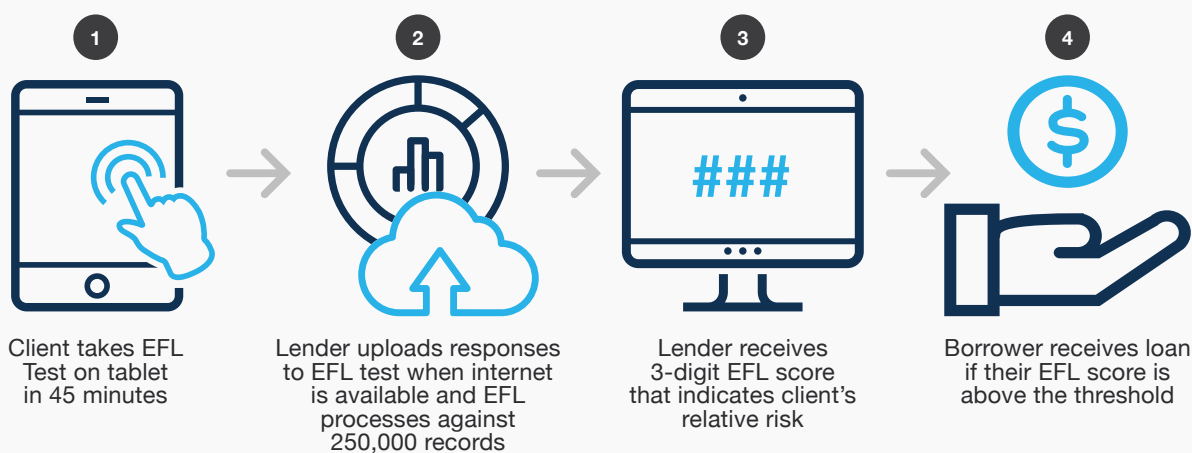 1
2
3
4
###
$
Client takes EFL
Test on tablet
in 45 minutes
Lender uploads responses
to EFL test when internet
is available and EFL
processes against
250,000 records
Lender receives
3-digit EFL score
that indicates client’s
relative risk
Borrower receives loan
if their EFL score is
above the threshold